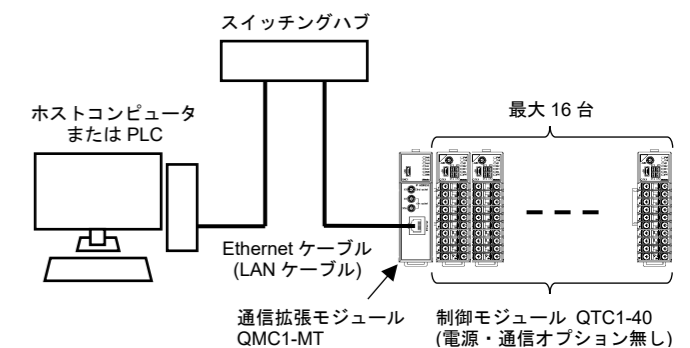 スイッチングハブ
ホストコンピュータ
または PLC
最大 16 台
Ethernet ケーブル
(LAN ケーブル)
通信拡張モジュール
QMC1-MT
制御モジュール QTC1-40
(電源・通信オプション無し)